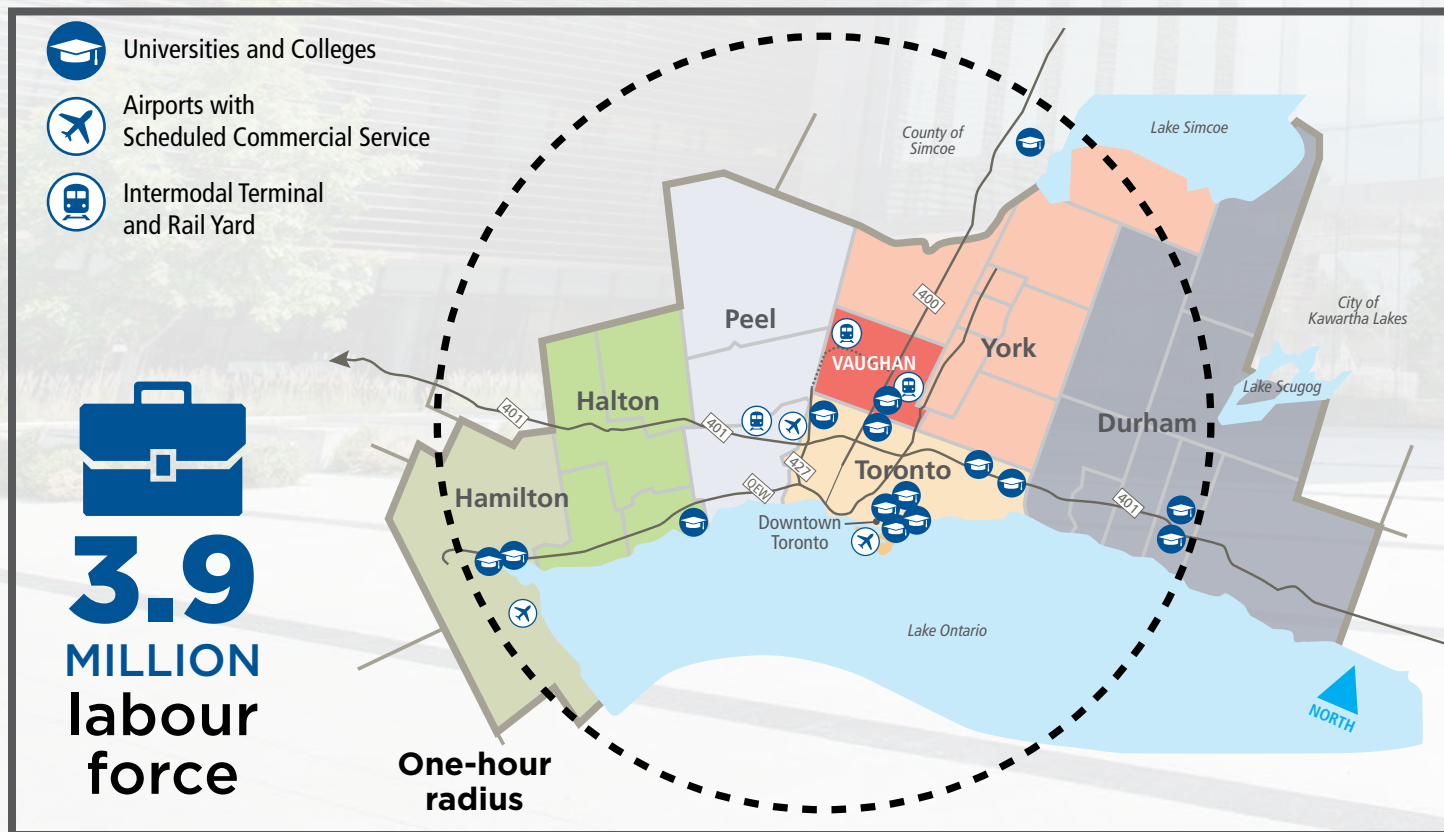 Universities and Colleges
Airports with
Scheduled Commercial Service
Intermodal Terminal
and Rail Yard
County of
Simcoe
Lake Simcoe
400
Peel
VAUGHAN
York
City of
Kawartha Lakes
Lake Scugog
Halton
401
401
Durham
427
Toronto
Hamilton
QEW
401
Downtown
Toronto
Lake Ontario
NORTH
3.9
MILLION
labour
force
One-hour
radius